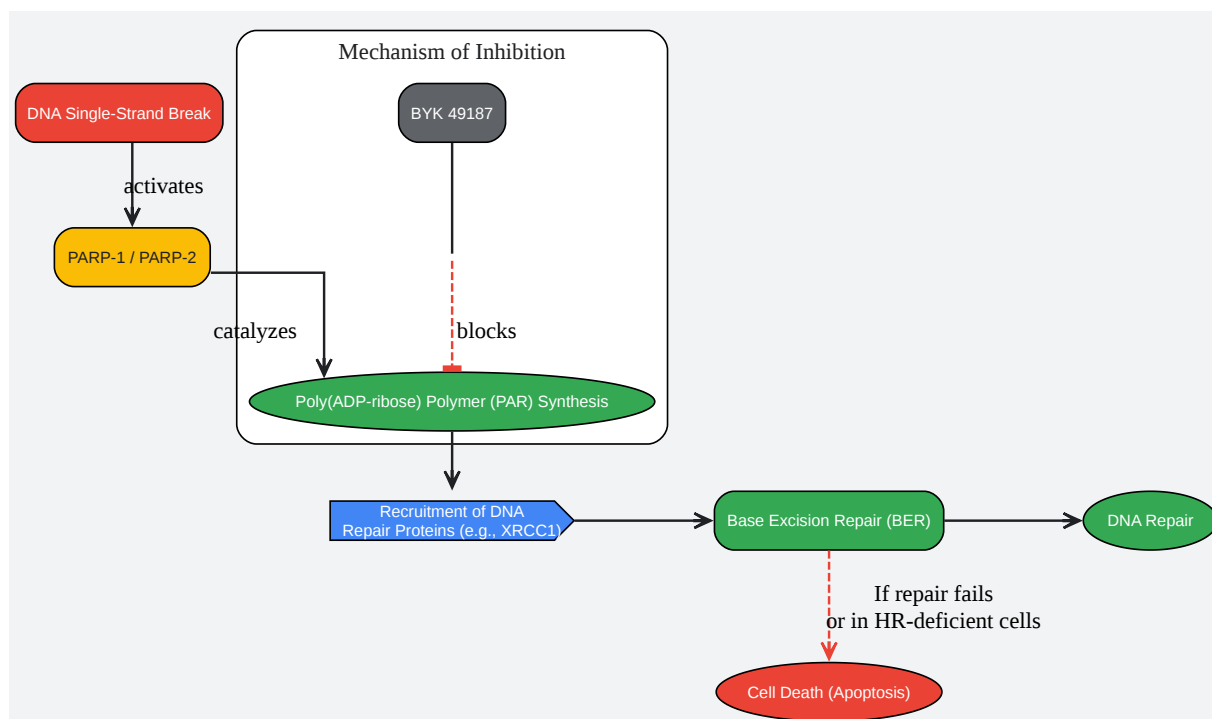 Mechanism of Inhibition
DNA Single-Strand Break
BYK 49187
activates
PARP-1 / PARP-2
catalyzes
blocks
Poly(ADP-ribose) Polymer (PAR) Synthesis
Recruitment of DNA
Repair Proteins (e.g., XRCC1)
Base Excision Repair (BER)
DNA Repair
If repair fails
or in HR-deficient cells
Cell Death (Apoptosis)